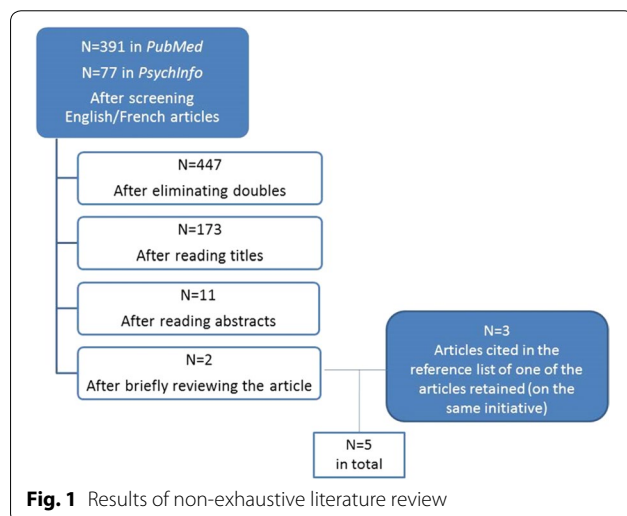 N=391 in PubMed
N=77 in PsychInfo
After screening
English/French articles
N=447
After eliminating doubles
N=173
After reading titles
N=11
After reading abstracts
N=2
After briefly reviewing the article
N=3
Articles cited in the
reference list of one of the
articles retained (on the
same initiative)
N=5
in total
Fig. 1 Results of non-exhaustive literature review